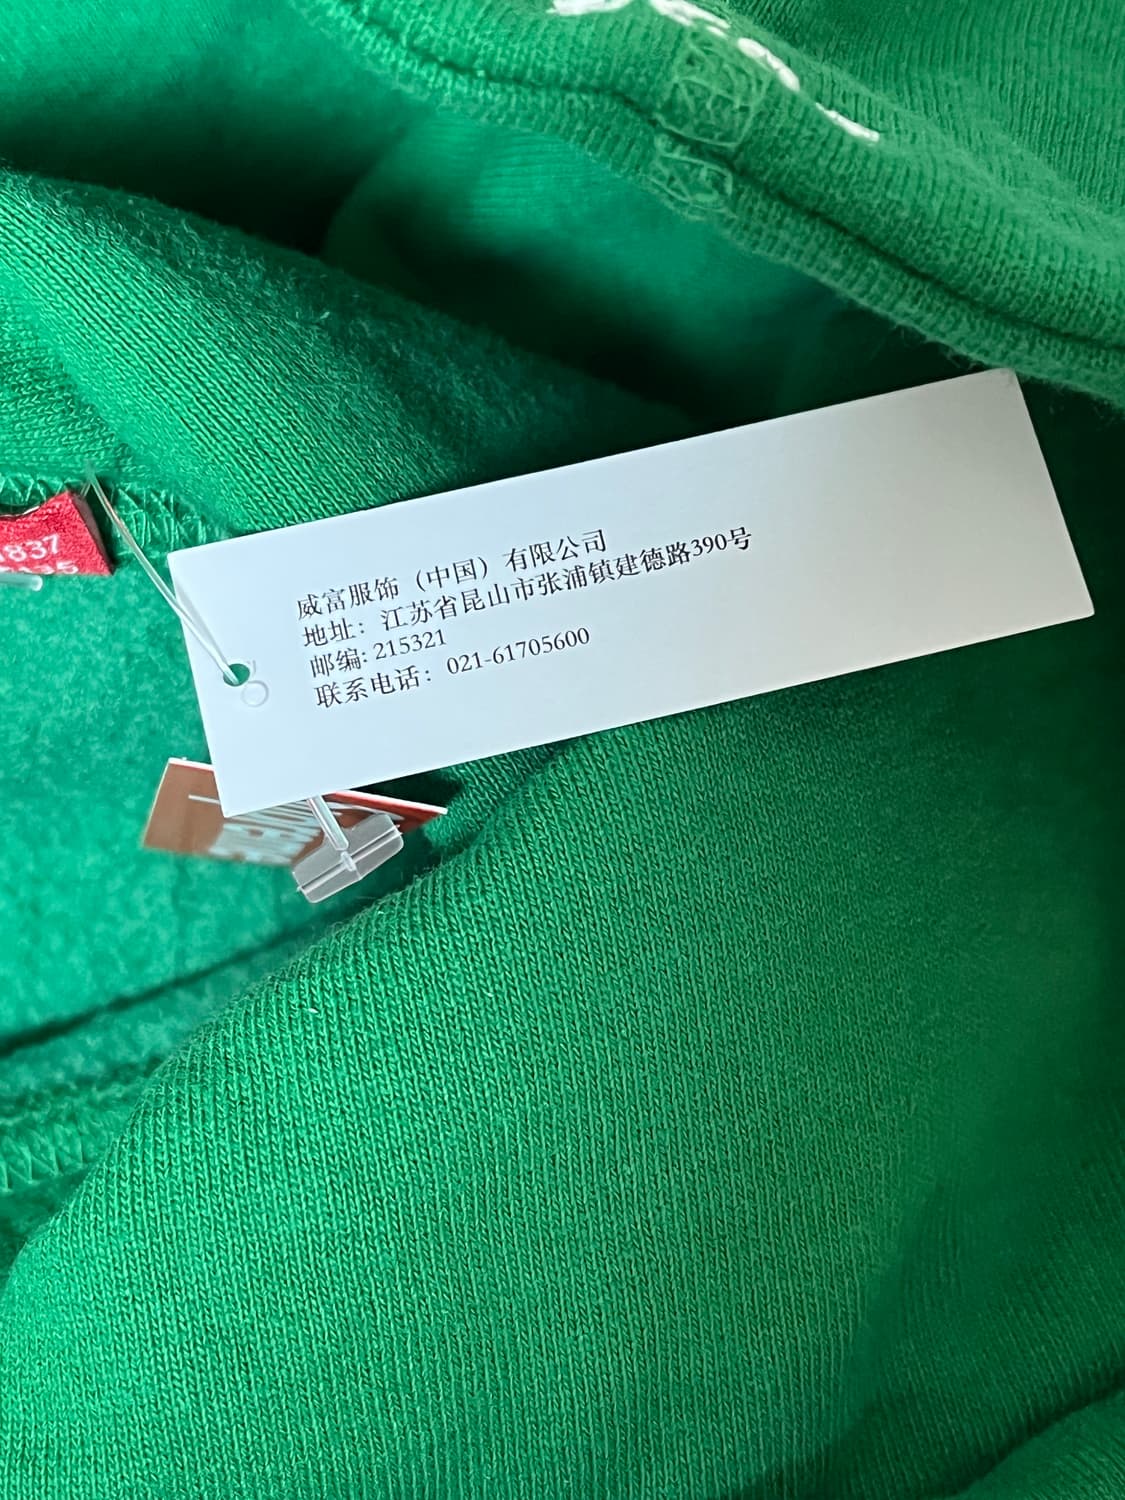 837
威富服饰（中国）有限公司
地址：江苏省昆山市张浦镇建德路390号
邮编: 215321
联系电话：021-61705600